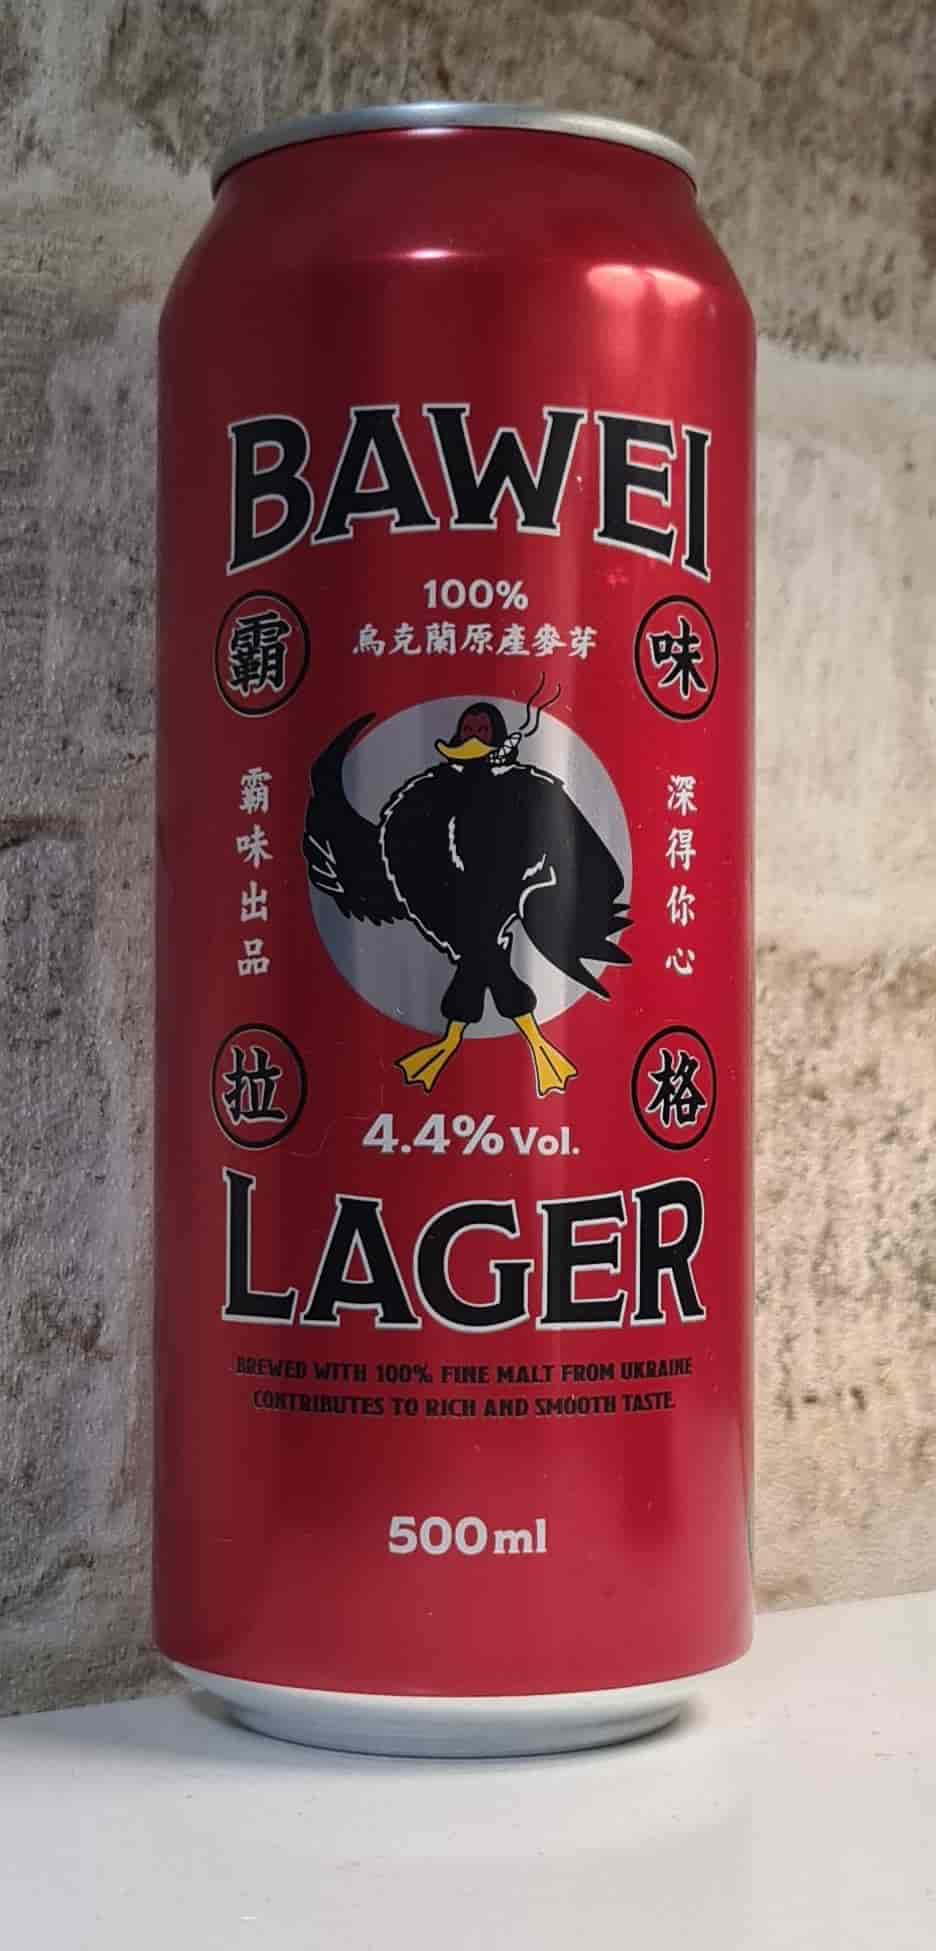 BAWEI
100%
烏克蘭原產麥芽
霸
味
霸味出品
深得你心
拉
格
4.4% Vol.
LAGER
BREWED WITH 100% FINE MALT FROM UKRAINE
CONTRIBUTES TO RICH AND SMOOTH TASTE
500ml